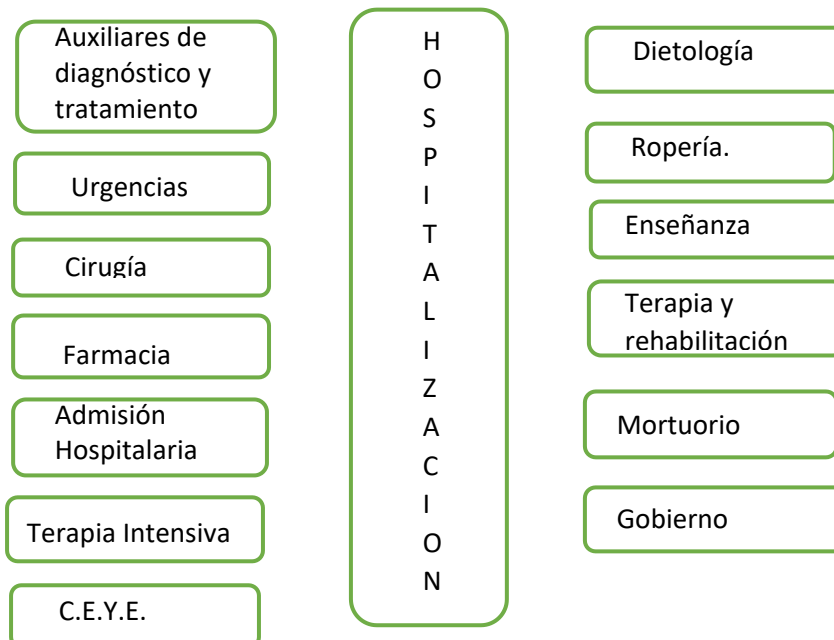 Auxiliares de
diagnóstico y
tratamiento
Urgencias
Cirugía
Farmacia
Admisión
Hospitalaria
Terapia Intensiva
C.E.Y.E.
H
O
S
P
I
T
A
L
I
Z
A
C
I
O
N
Dietología
Ropería.
Enseñanza
Terapia y
rehabilitación
Mortuorio
Gobierno